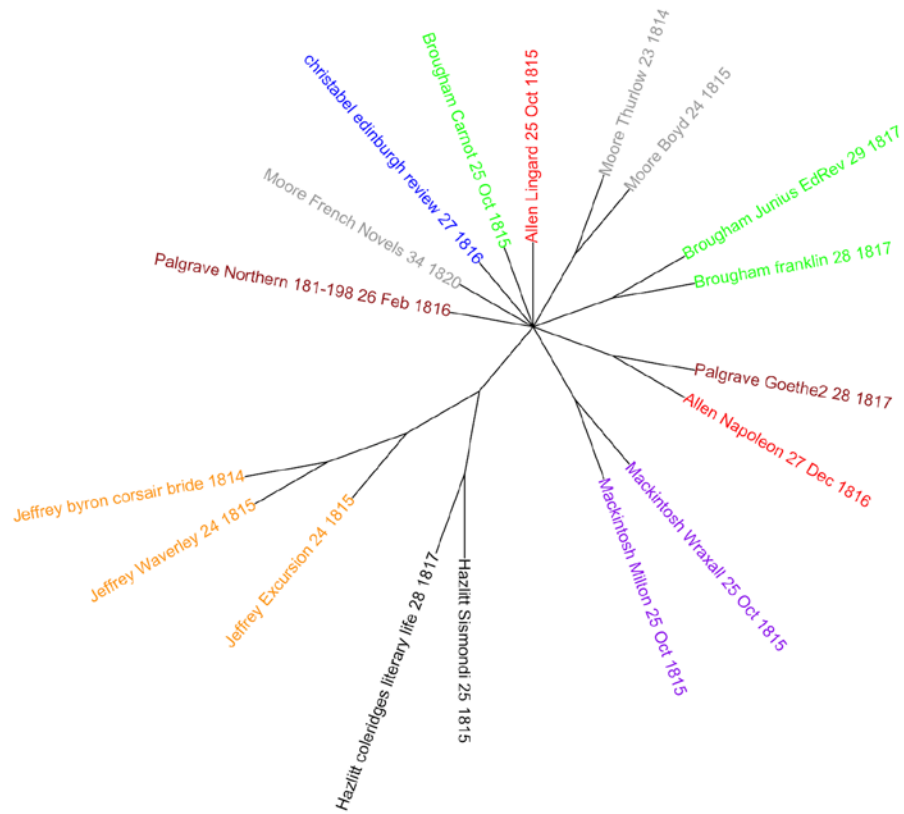 Moore Thurlow 23 1814
Brougham Carnot 25 Oct 1815
Allen Lingard 25 Oct 1815
christabel edinburgh review 27 1816
Moore Boyd 24 1815
Brougham Junius EdRev 29 1817
Moore French Novels 34 1820
Brougham franklin 28 1817
Palgrave Northern 181-198 26 Feb 1816
Palgrave Goethe2 28 1817
Allen Napoleon 27 Dec 1816
Jeffrey byron corsair bride 1814
Mackintosh Wraxall 25 Oct 1815
Jeffrey Waverley 24 1815
Mackintosh Milton 25 Oct 1815
Jeffrey Excursion 24 1815
Hazlitt coleridges literary life 28 1817
Hazlitt Sismondi 25 1815